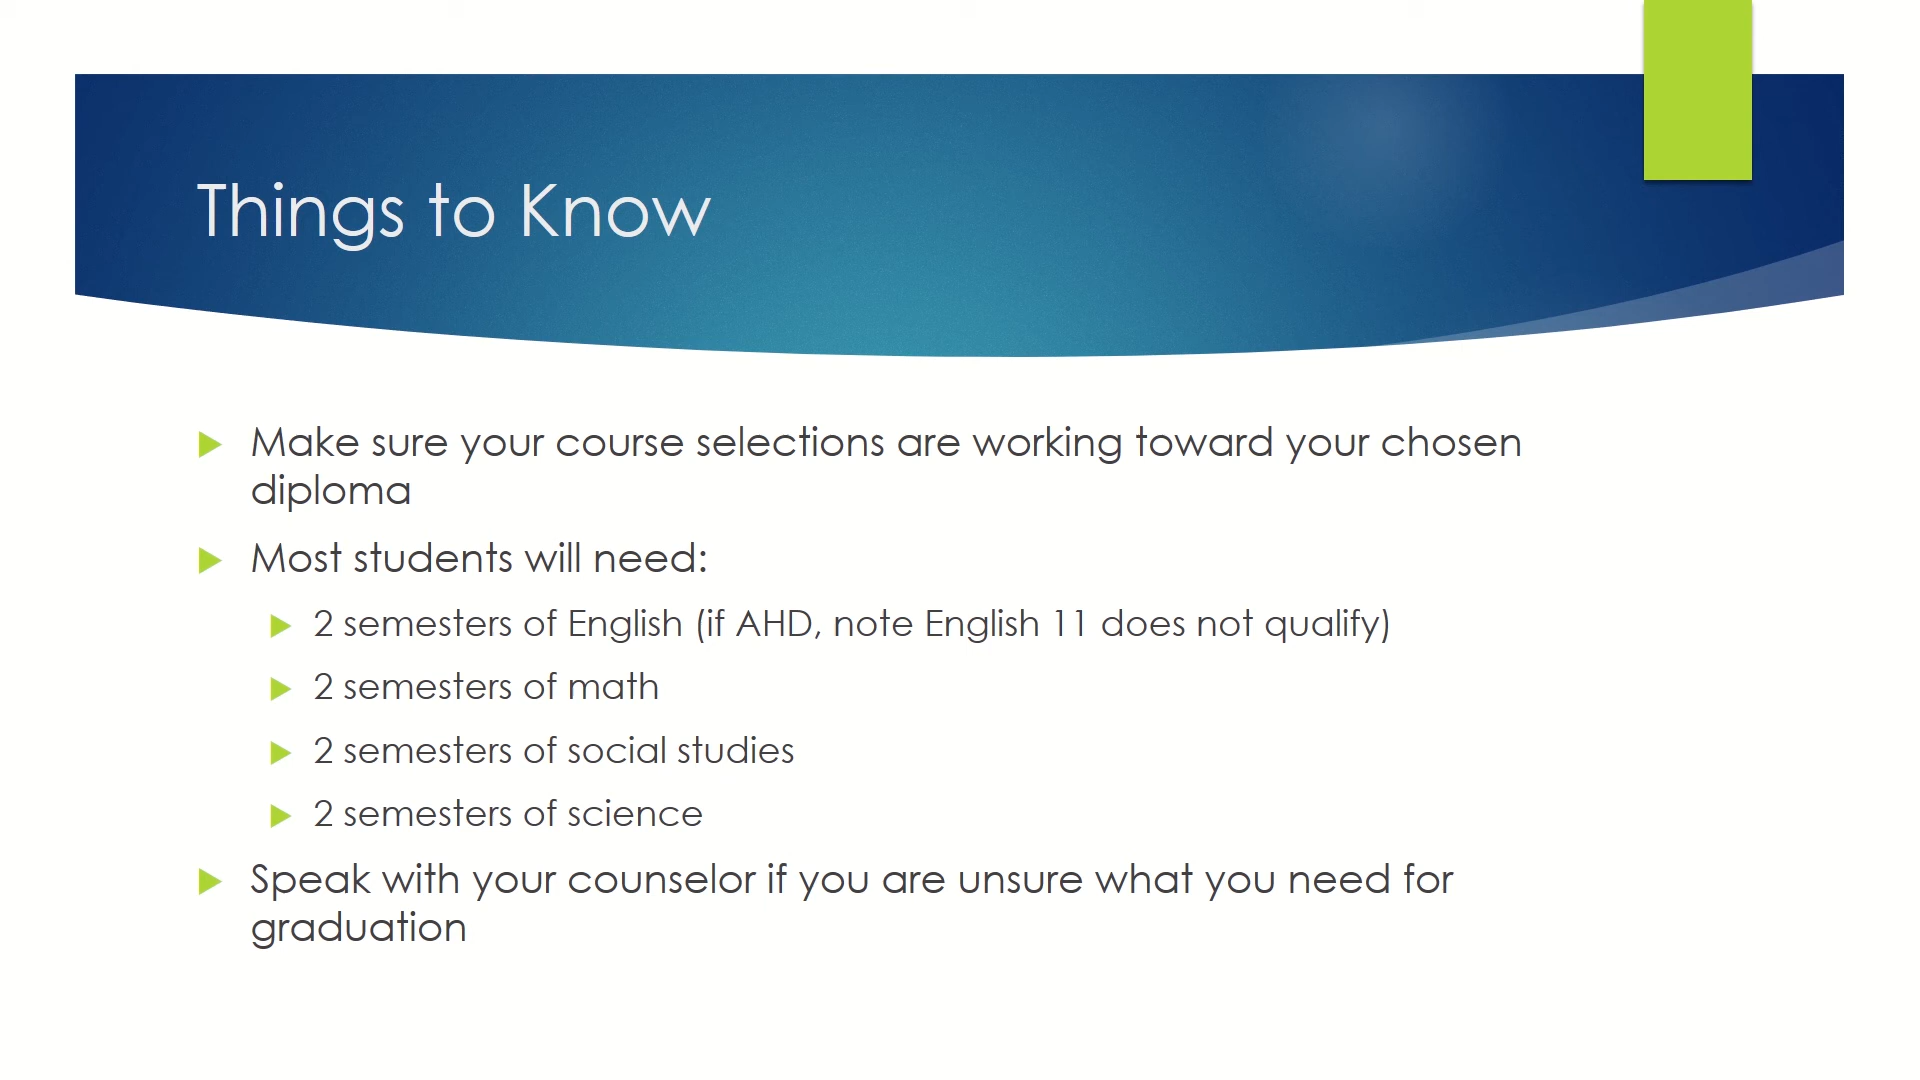 Things to Know
Make sure your course selections are working toward your chosen
diploma
Most students will need:
2 semesters of English (if AHD, note English 11 does not qualify)
2 semesters of math
2 semesters of social studies
2 semesters of science
Speak with your counselor if you are unsure what you need for
graduation